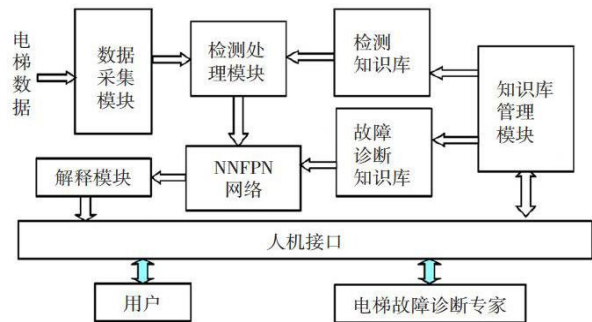 电梯数据
数据
采集
模块
检测处
理模块
检测
知识库
知识库
管理
模块
故障
诊断
知识库
NNFPN
网络
解释模块
人机接口
用户
电梯故障诊断专家